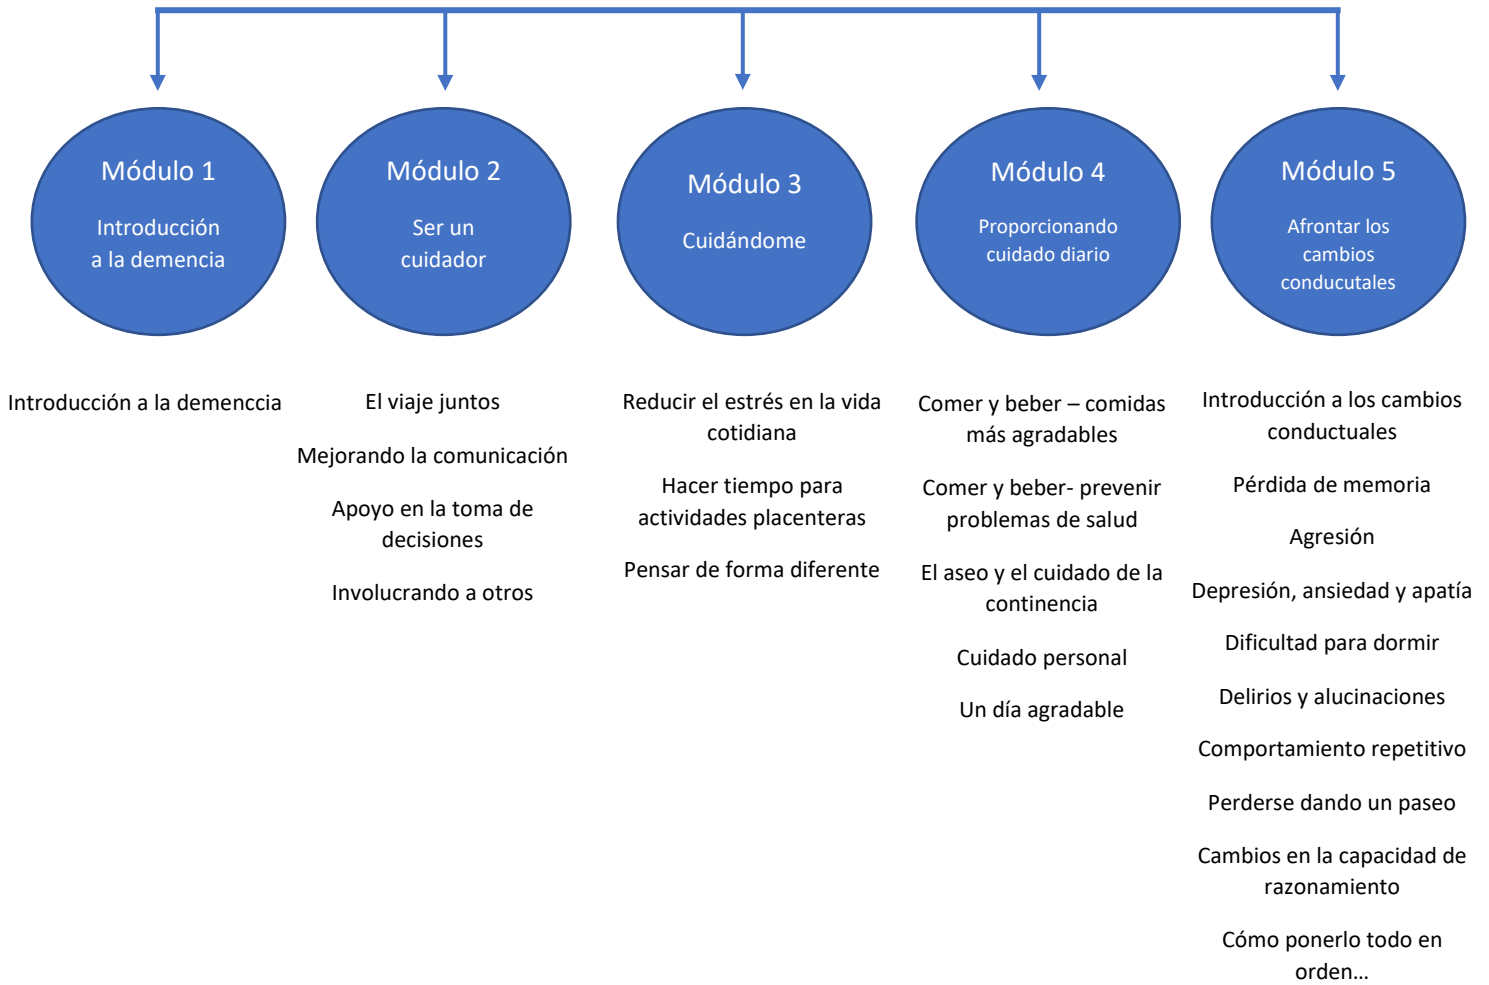 Módulo 1
Introducción
a la demencia
Módulo 2
Ser un
cuidador
Módulo 3
Cuidándome
Módulo 4
Proporcionando
cuidado diario
Módulo 5
Afrontar los
cambios
conducutales
Introducción a la demenccia
El viaje juntos
Mejorando la comunicación
Apoyo en la toma de
decisiones
Involucrando a otros
Reducir el estrés en la vida
cotidiana
Hacer tiempo para
actividades placenteras
Pensar de forma diferente
Comer y beber – comidas
más agradables
Comer y beber- prevenir
problemas de salud
El aseo y el cuidado de la
continencia
Cuidado personal
Un día agradable
Introducción a los cambios
conductuales
Pérdida de memoria
Agresión
Depresión, ansiedad y apatía
Dificultad para dormir
Delirios y alucinaciones
Comportamiento repetitivo
Perderse dando un paseo
Cambios en la capacidad de
razonamiento
Cómo ponerlo todo en
orden…